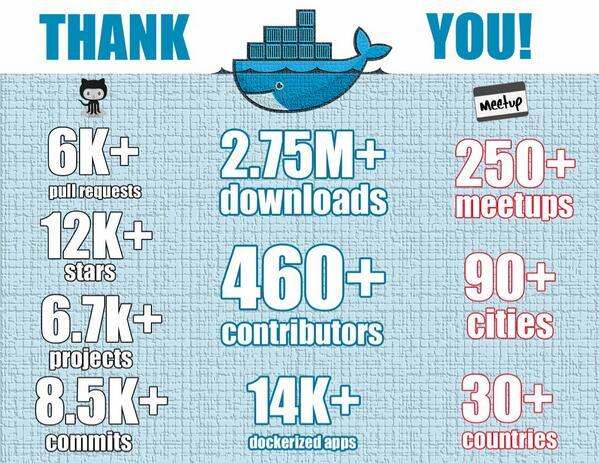 THANK YOU!
meetup
6K+
pull requests
12K+
stars
6.7k+
projects
8.5K+
commits
2.75M+
downloads
460+
contributors
14K+
dockerized apps
250+
meetups
90+
cities
30+
countries